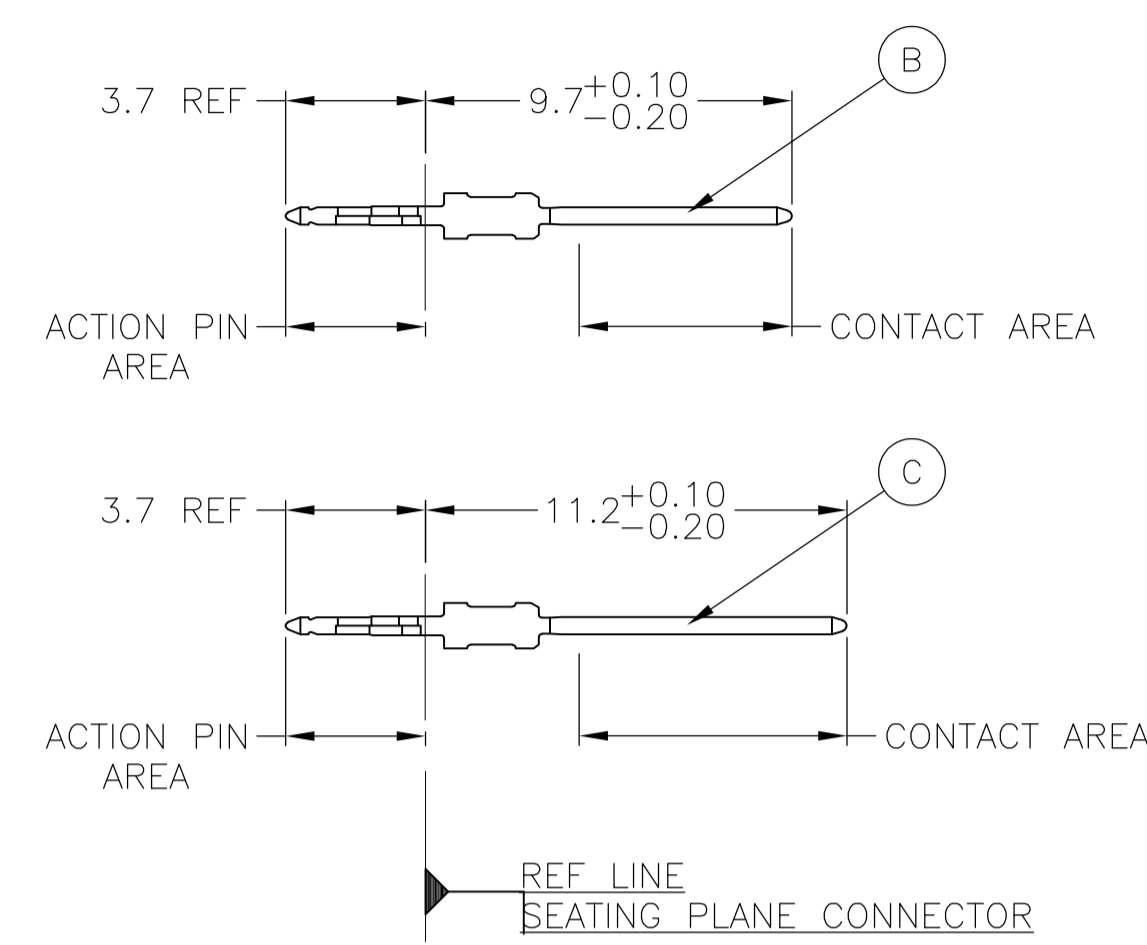 B
3.7 REF
9.7 +0.10
-0.20
ACTION PIN
AREA
CONTACT AREA
C
3.7 REF
11.2 +0.10
-0.20
ACTION PIN
AREA
CONTACT AREA
REF LINE
SEATING PLANE CONNECTOR